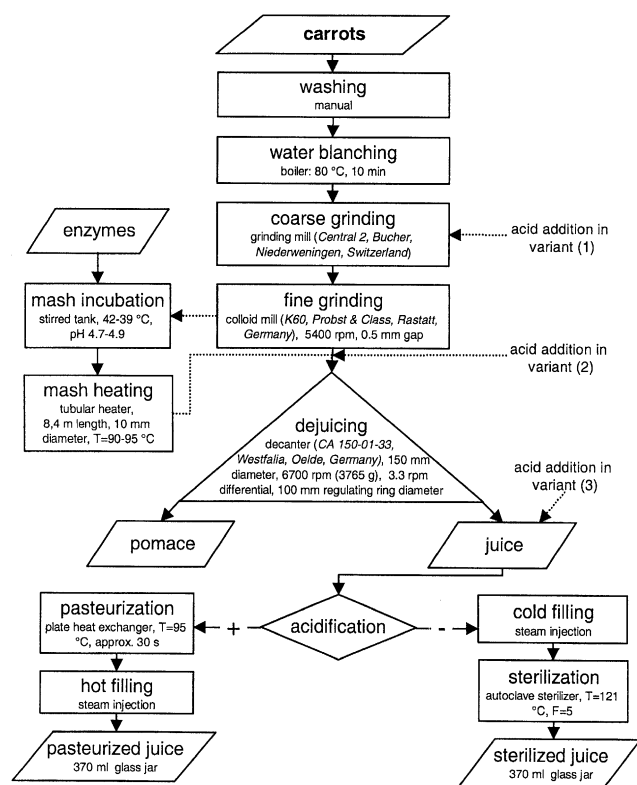 carrots
washing
manual
water blanching
boiler: 80 °C, 10 min
coarse grinding
grinding mill (Central 2, Bucher,
Niederweningen, Switzerland)
acid addition in
variant (1)
enzymes
mash incubation
stirred tank, 42-39 °C,
pH 4.7-4.9
fine grinding
colloid mill (K60, Probst & Class, Rastatt,
Germany), 5400 rpm, 0.5 mm gap
acid addition in
variant (2)
mash heating
tubular heater,
8,4 m length, 10 mm
diameter, T=90-95 °C
dejuicing
decanter (CA 150-01-33,
Westfalia, Oelde, Germany), 150 mm
diameter, 6700 rpm (3765 g), 3.3 rpm
differential, 100 mm regulating ring diameter
acid addition in
variant (3)
pomace
juice
acidification
+
-
pasteurization
plate heat exchanger, T=95
°C, approx. 30 s
hot filling
steam injection
pasteurized juice
370 ml glass jar
cold filling
steam injection
sterilization
autoclave sterilizer, T=121
°C, F=5
sterilized juice
370 ml glass jar